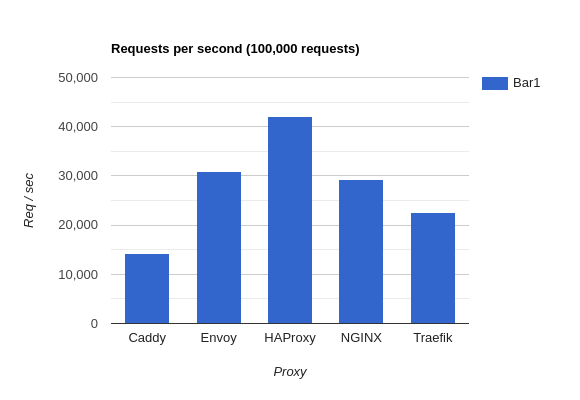 Requests per second (100,000 requests)
50,000
40,000
30,000
20,000
10,000
0
Req / sec
Bar1
Caddy
Envoy
HAProxy
NGINX
Traefik
Proxy